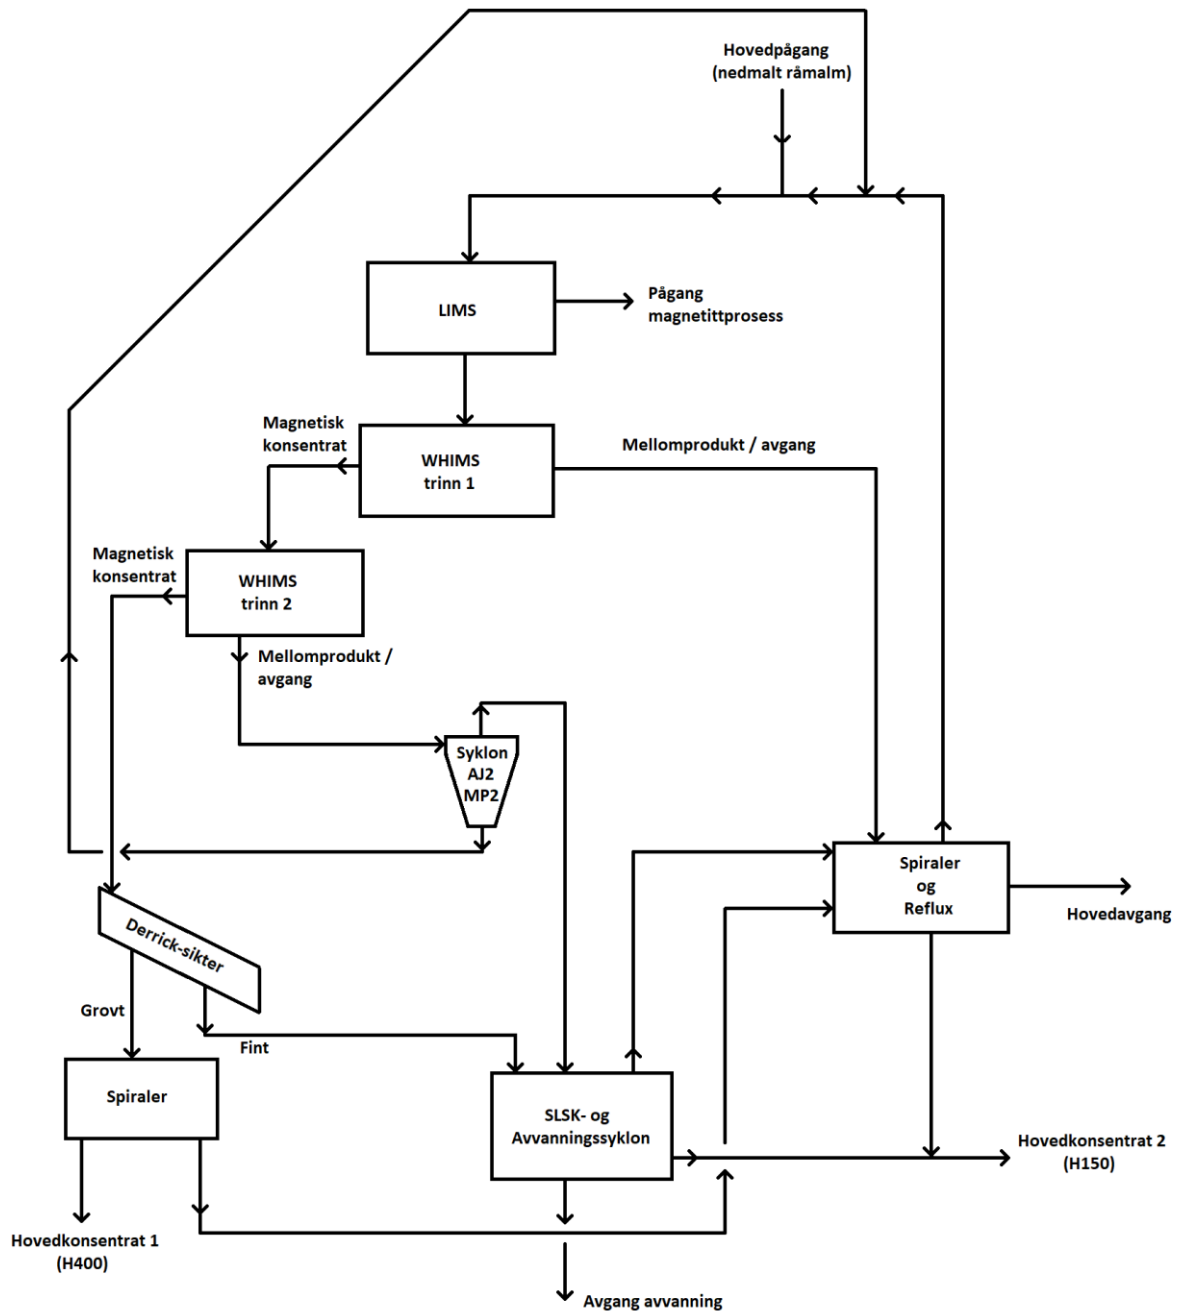 Hovedpågang
(nedmalt råmalm)
LIMS
Pågang
magnetittprosess
Magnetisk
konsentrat
WHIMS
trinn 1
Mellomprodukt / avgang
Magnetisk
konsentrat
WHIMS
trinn 2
Mellomprodukt /
avgang
Syklon
AJ2
MP2
Spiraler
og
Reflux
Hovedavgang
Derrick-sikter
Grovt
Fint
Spiraler
SLSK- og
Avvanningssyklon
Hovedkonsentrat 2
(H150)
Hovedkonsentrat 1
(H400)
Avgang avvanning